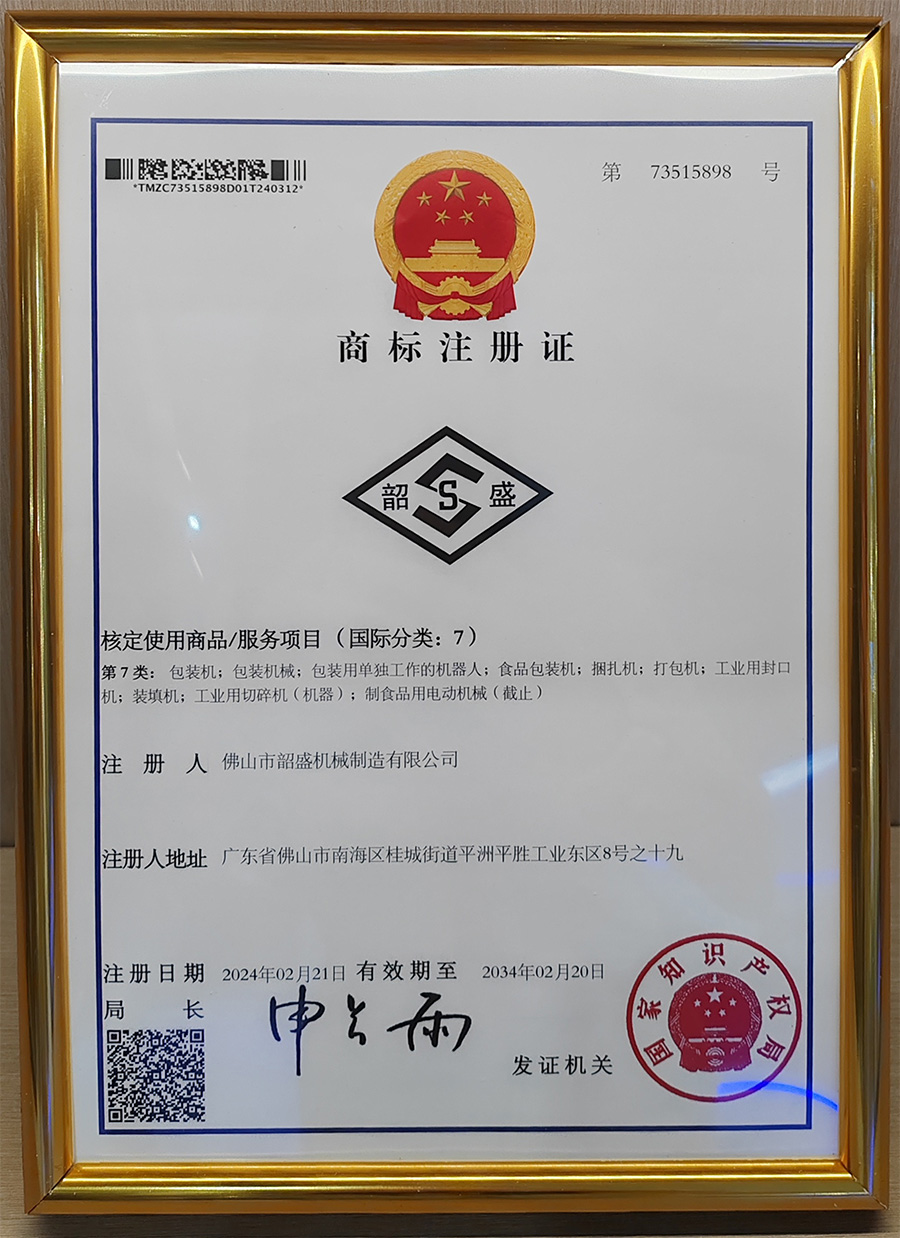 *TMZC73515898D01T240312*
第 73515898 号
商标注册证
韶 S 盛
核定使用商品/服务项目（国际分类：7）
第7类：包装机；包装机械；包装用单独工作的机器人；食品包装机；捆扎机；打包机；工业用封口
机；装填机；工业用切碎机（机器）；制食品用电动机械（截止）
注册人 佛山市韶盛机械制造有限公司
注册人地址 广东省佛山市南海区桂城街道平洲平胜工业东区8号之十九
注册日期 2024年02月21日 有效期至 2034年02月20日
局长 申长雨
发证机关
国家知识产权局